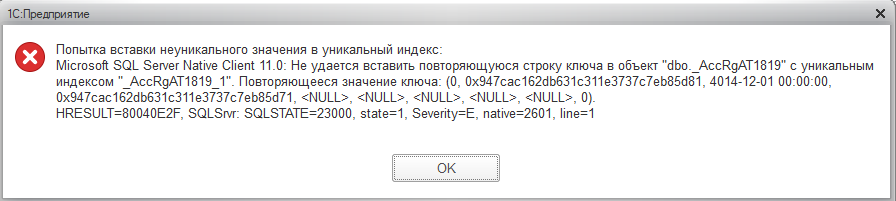 1С:Предприятие
Попытка вставки неуникального значения в уникальный индекс:
Microsoft SQL Server Native Client 11.0: Не удается вставить повторяющуюся строку ключа в объект "dbo._AccRgAT1819" с уникальным
индексом "_AccRgAT1819_1". Повторяющееся значение ключа: (0, 0x947cac162db631c311e3737c7eb85d81, 4014-12-01 00:00:00,
0x947cac162db631c311e3737c7eb85d71, <NULL>, <NULL>, <NULL>, <NULL>, <NULL>, 0).
HRESULT=80040E2F, SQLSrvr: SQLSTATE=23000, state=1, Severity=E, native=2601, line=1
OK